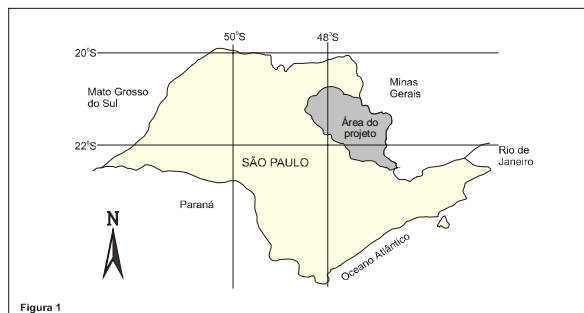 50°S
48°S
20°S
Mato Grosso
do Sul
Minas
Gerais
Área do
projeto
22°S
Rio de
Janeiro
SÃO PAULO
Paraná
N
Oceano Atlântico
Figura 1